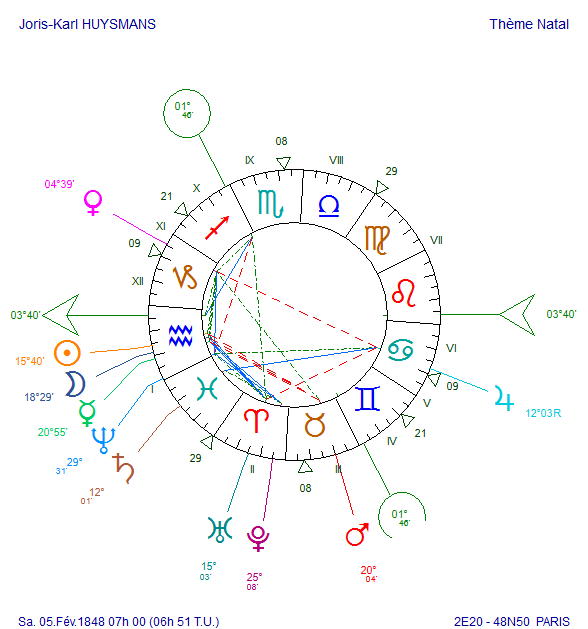 Joris-Karl HUYSMANS
Thème Natal
01°
46'
08
IX
VIII
29
04°39'
21
X
XI
09
VII
XII
03°40'
03°40'
15°40'
VI
18°29'
09
12°03R
I
V
20°55'
21
29°
31'
IV
29
II
III
12°
01'
08
01°
46'
15°
03'
25°
08'
20°
04'
Sa. 05.Fév.1848 07h 00 (06h 51 T.U.)
2E20 - 48N50 PARIS